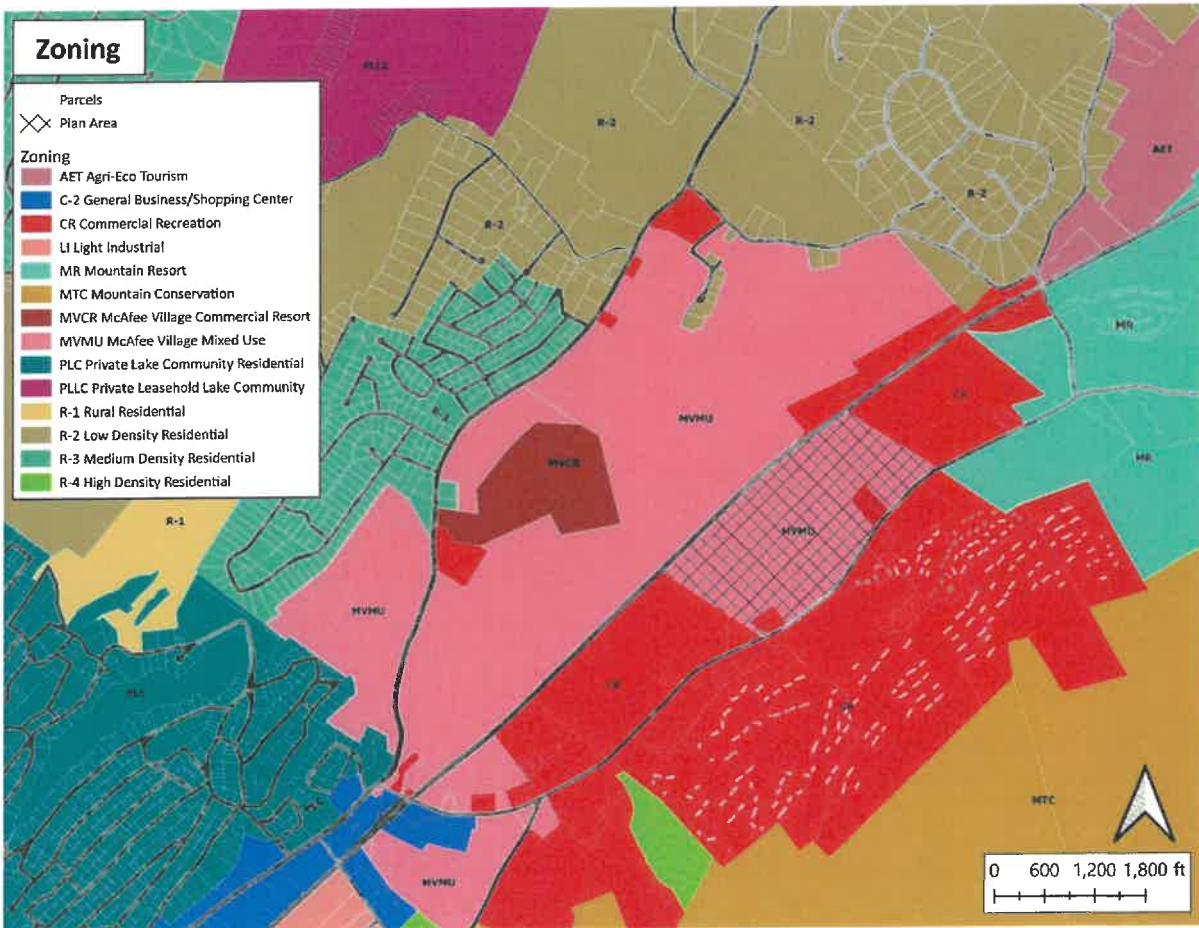 Zoning
Parcels
Plan Area
Zoning
AET Agri-Eco Tourism
C-2 General Business/Shopping Center
CR Commercial Recreation
LI Light Industrial
MR Mountain Resort
MTC Mountain Conservation
MVCR McAfee Village Commercial Resort
MVMU McAfee Village Mixed Use
PLC Private Lake Community Residential
PLLC Private Leasehold Lake Community
R-1 Rural Residential
R-2 Low Density Residential
R-3 Medium Density Residential
R-4 High Density Residential
PLLC
R-2
R-2
AET
R-2
R-2
MR
CR
R-3
MVMU
MVCR
MR
R-1
MVMU
MVMU
CR
PLC
CR
PLC
MTC
MVMU
0 600 1,200 1,800 ft